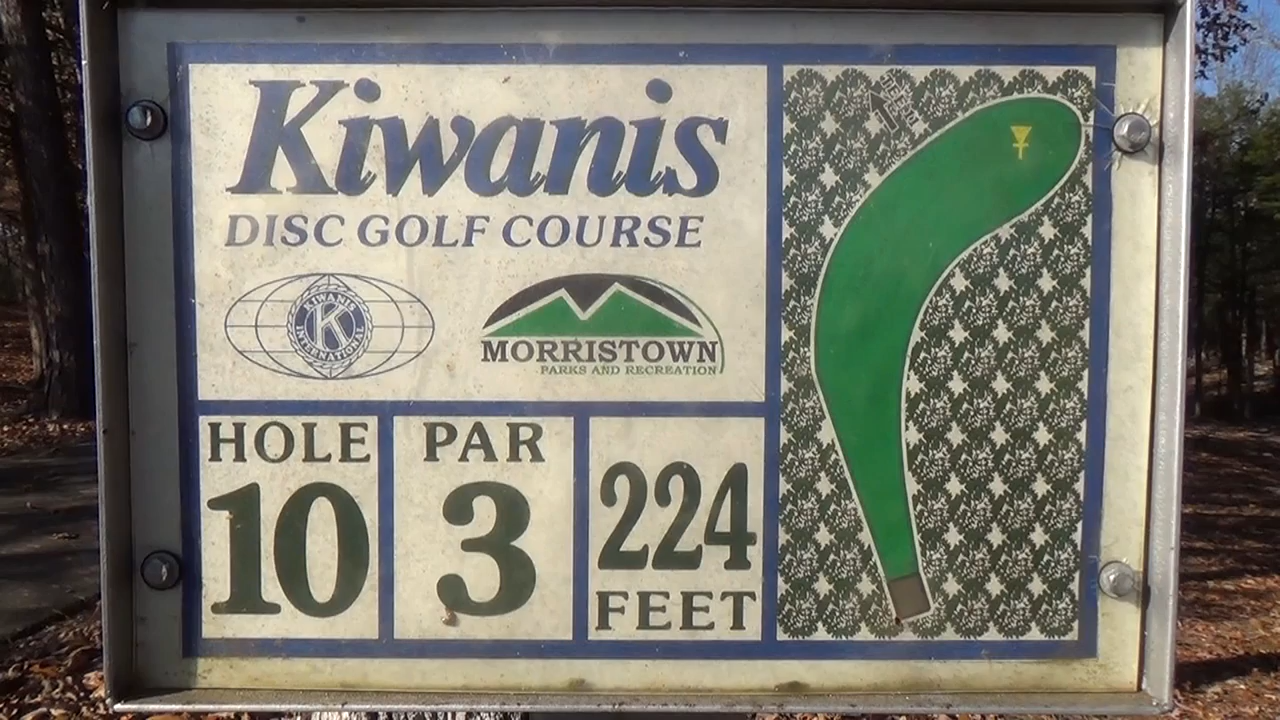 Kiwanis
DISC GOLF COURSE
KIWANIS
K
INTERNATIONAL
MORRISTOWN
PARKS AND RECREATION
HOLE
10
PAR
3
224
FEET